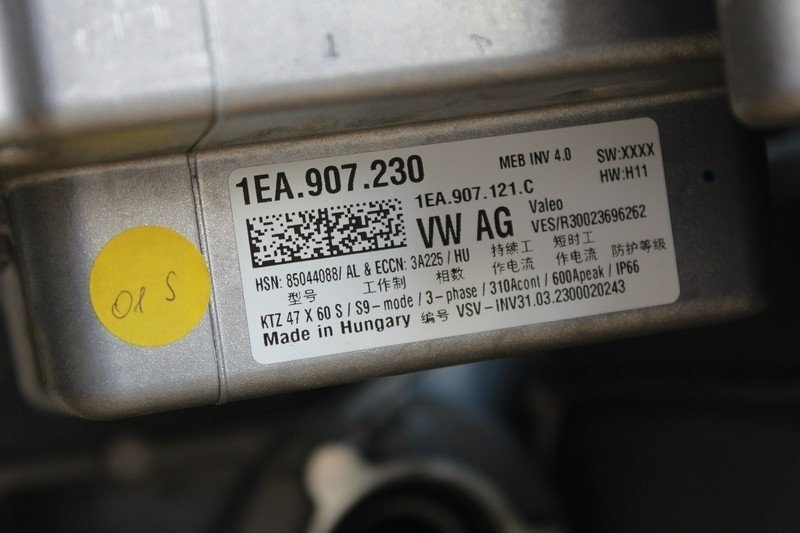 1EA.907.230
MEB INV 4.0
SW:XXXX
HW:H11
1EA.907.121.C
VW AG
Valeo
VES/R30023696262
HSN: 85044088/ AL & ECCN: 3A225 / HU
型号 工作制 相数 持续工作电流 短时工作电流 防护等级
KTZ 47 X 60 S / S9-mode / 3-phase / 310Acont / 600Apeak / IP66
Made in Hungary 编号 VSV-INV31.03.2300020243
01 S